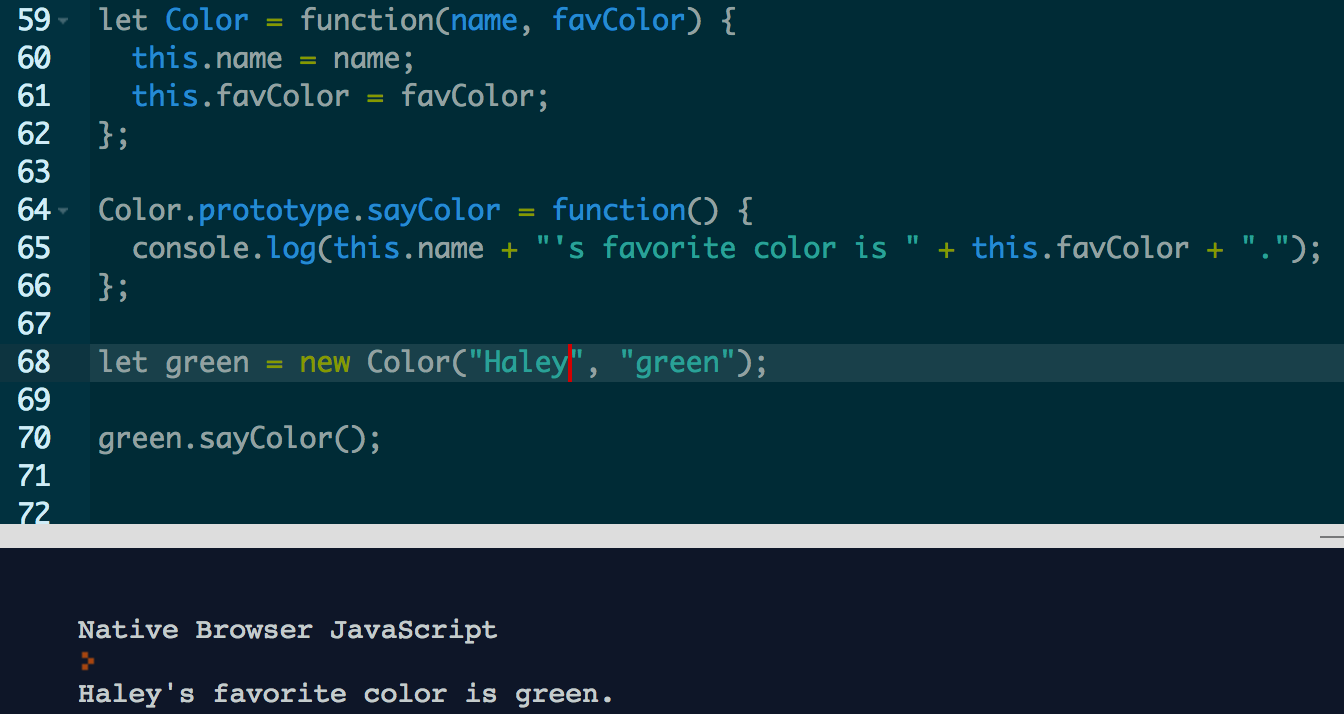 59 let Color = function(name, favColor) {
60   this.name = name;
61   this.favColor = favColor;
62 };
63
64 Color.prototype.sayColor = function() {
65   console.log(this.name + "'s favorite color is " + this.favColor + ".");
66 };
67
68 let green = new Color("Haley", "green");
69
70 green.sayColor();
71
72
Native Browser JavaScript
>
Haley's favorite color is green.